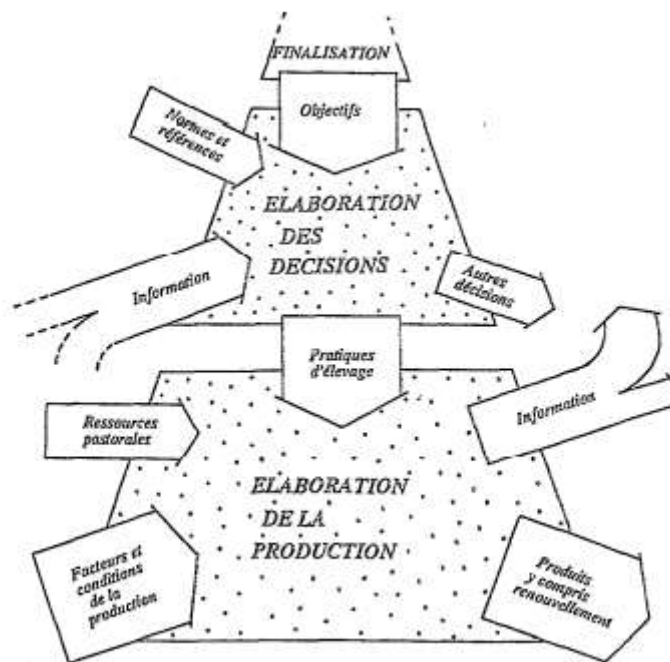 FINALISATION
Objectifs
Normes et
références
ELABORATION
DES
DECISIONS
Information
Autres
décisions
Pratiques
d'élevage
Ressources
pastorales
Information
ELABORATION
DE LA
PRODUCTION
Facteurs et
conditions
de la
production
Produits
y compris
renouvellement